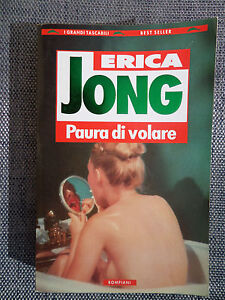 I GRANDI TASCABILI BEST SELLER
ERICA
JONG
Paura di volare
BOMPIANI